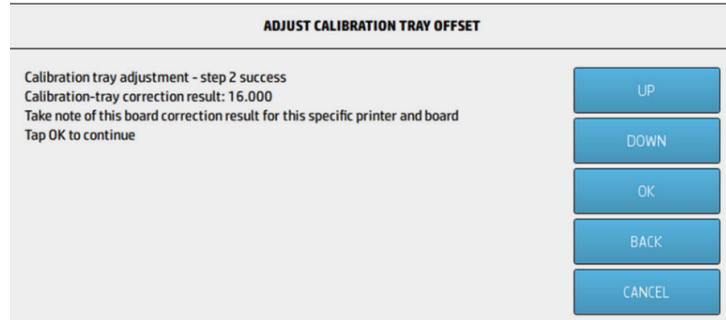 ADJUST CALIBRATION TRAY OFFSET
Calibration tray adjustment - step 2 success
Calibration-tray correction result: 16.000
Take note of this board correction result for this specific printer and board
Tap OK to continue
UP
DOWN
OK
BACK
CANCEL